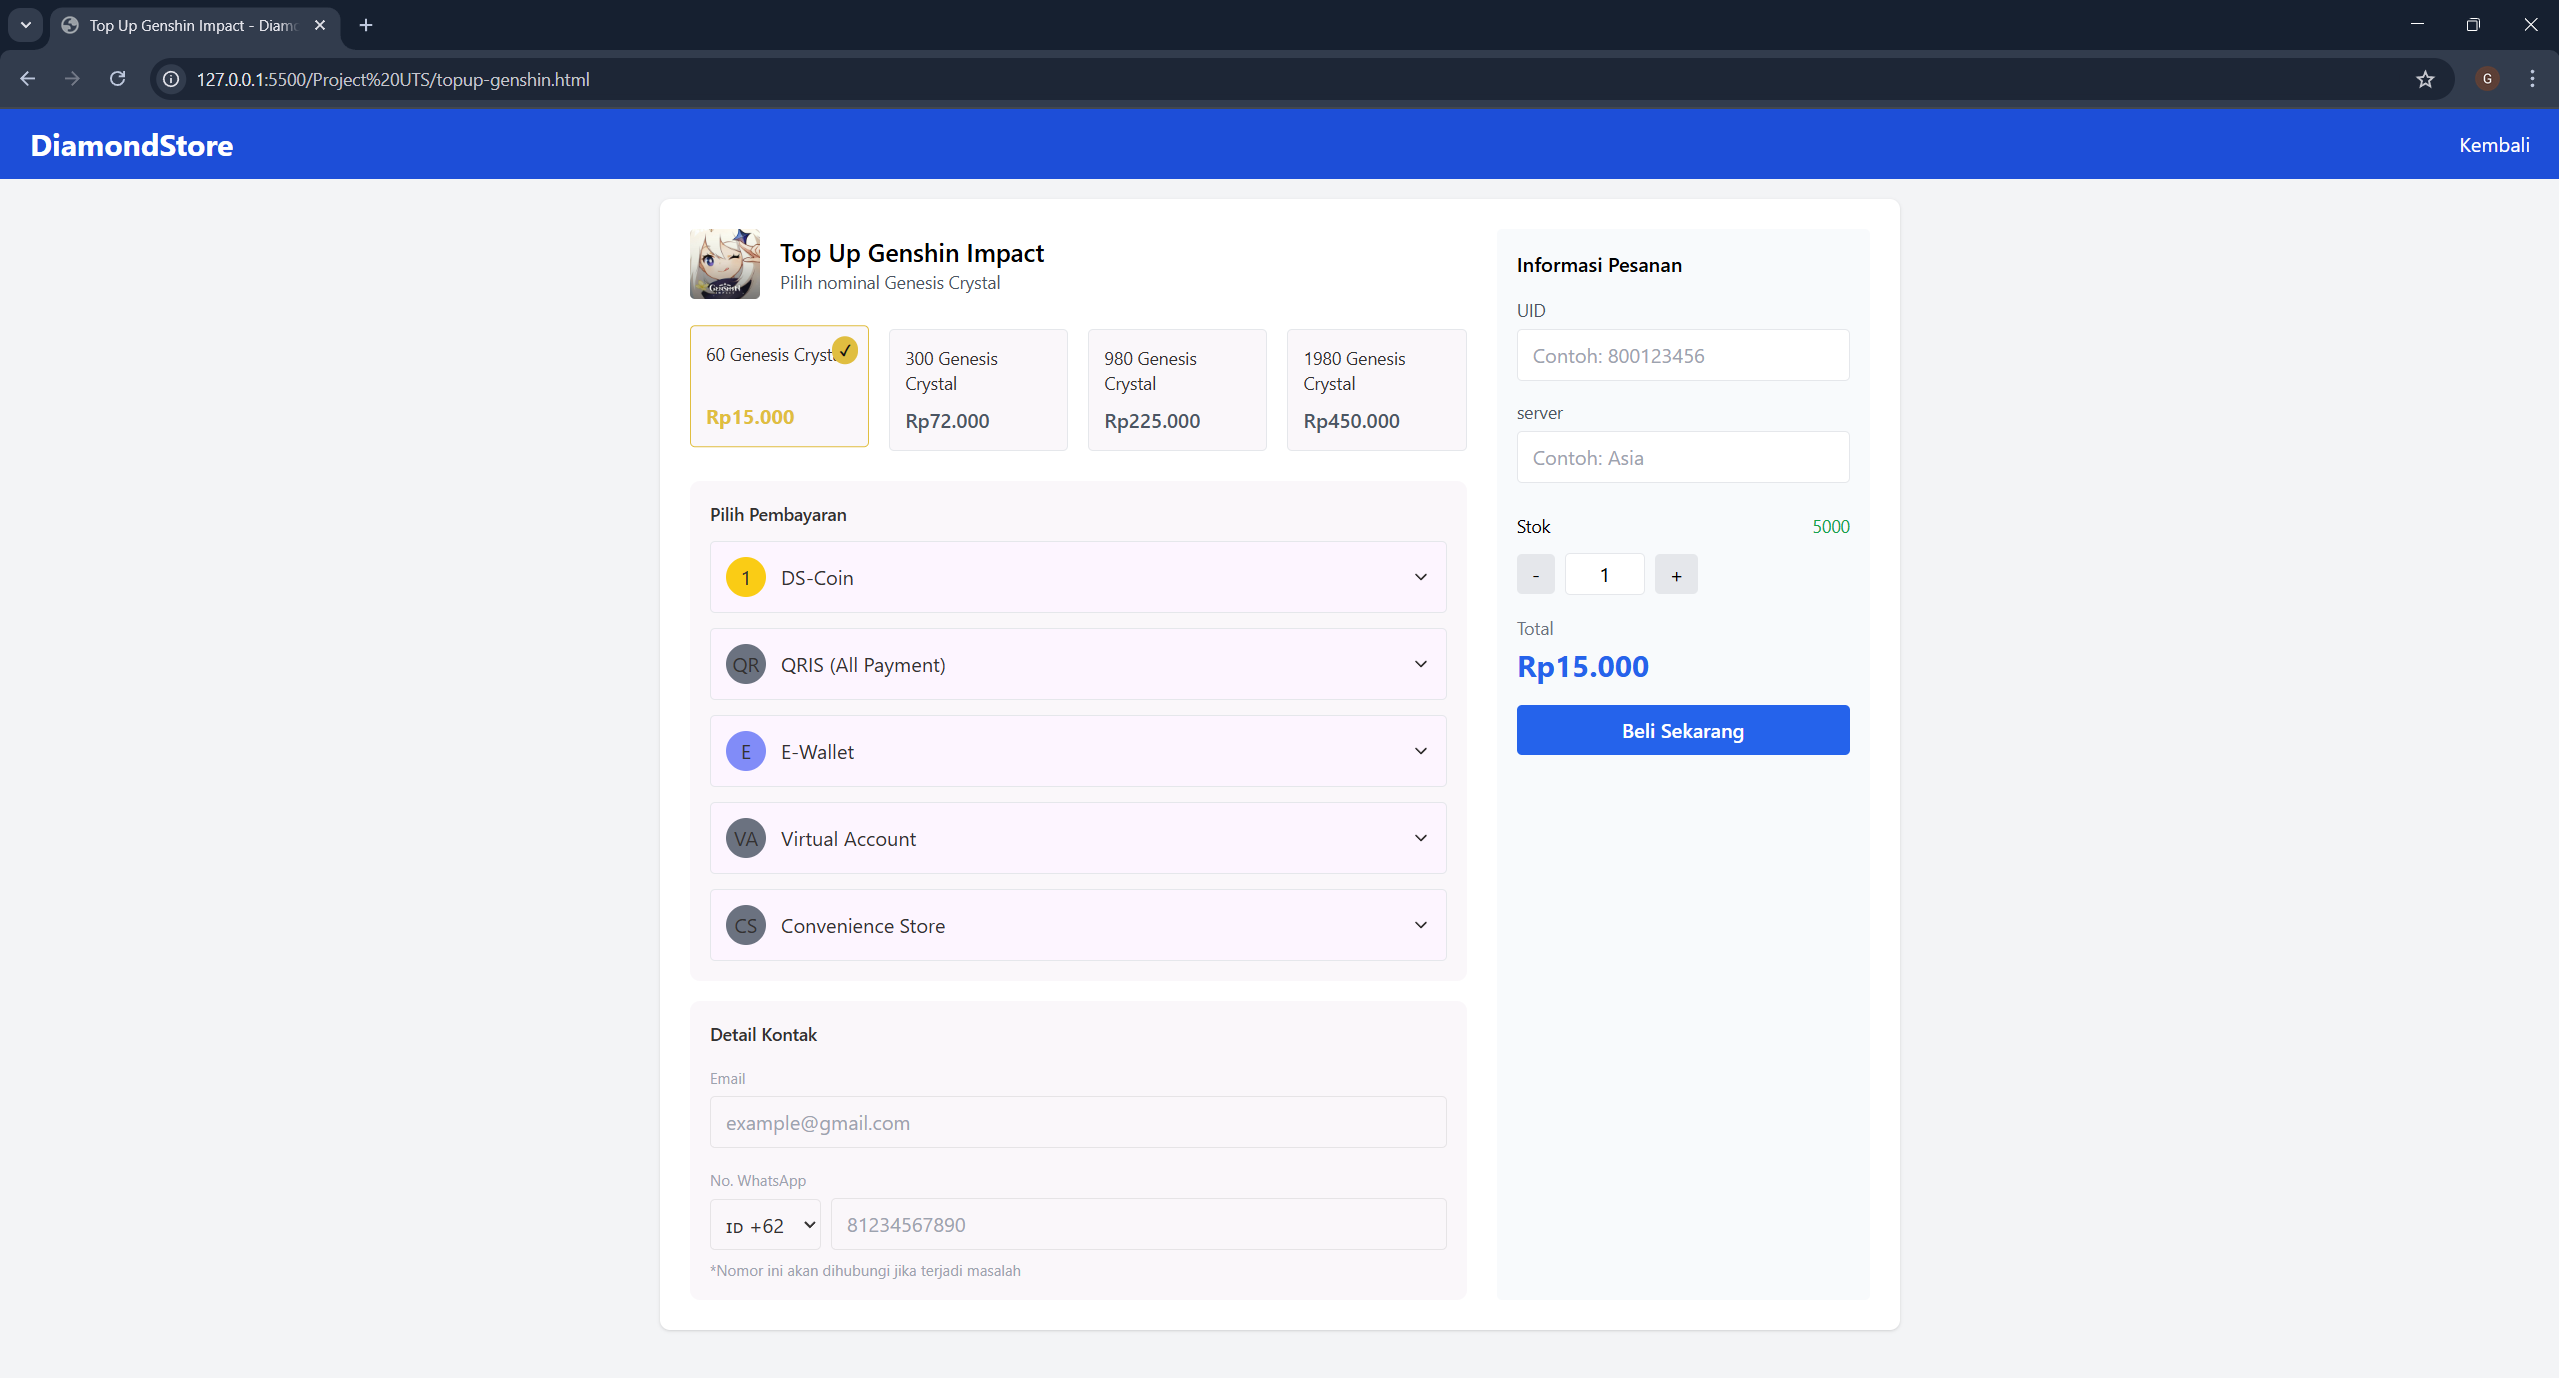 Top Up Genshin Impact - Diam
127.0.0.1:5500/Project%20UTS/topup-genshin.html
G
DiamondStore
Kembali
GENSHIN
Top Up Genshin Impact
Pilih nominal Genesis Crystal
60 Genesis Cryst
✓
Rp15.000
300 Genesis
Crystal
Rp72.000
980 Genesis
Crystal
Rp225.000
1980 Genesis
Crystal
Rp450.000
Pilih Pembayaran
1 DS-Coin
QR QRIS (All Payment)
E E-Wallet
VA Virtual Account
CS Convenience Store
Detail Kontak
Email
example@gmail.com
No. WhatsApp
ID +62
81234567890
*Nomor ini akan dihubungi jika terjadi masalah
Informasi Pesanan
UID
Contoh: 800123456
server
Contoh: Asia
Stok 5000
- 1 +
Total
Rp15.000
Beli Sekarang